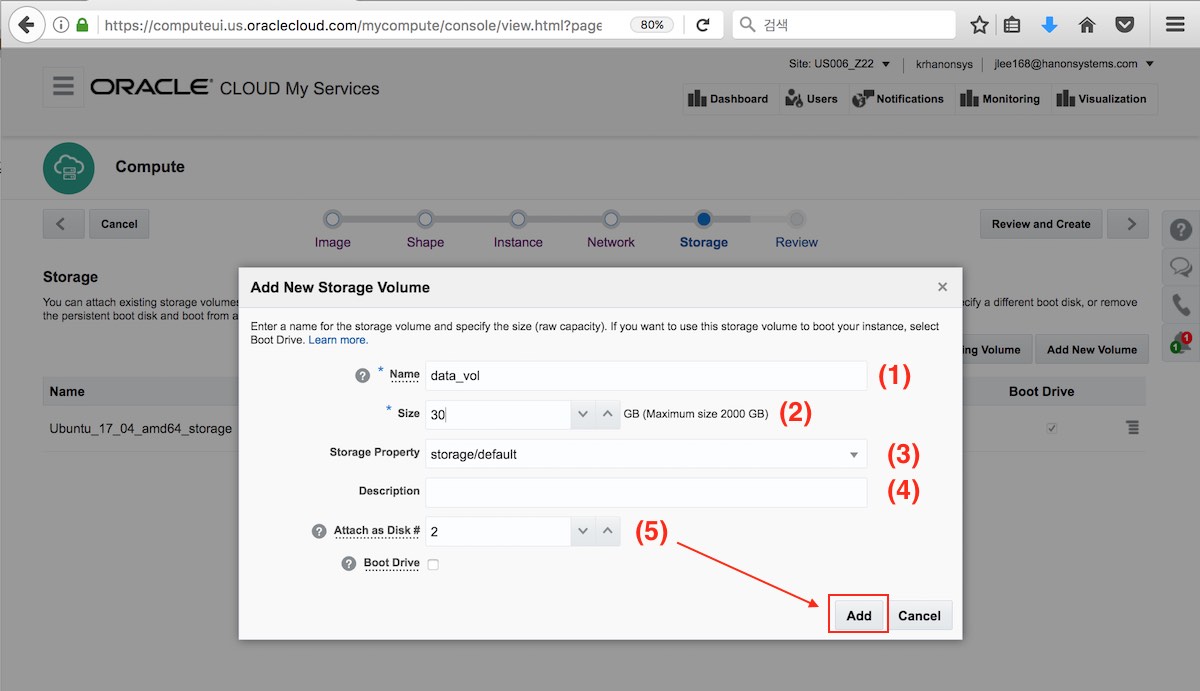 https://computeui.us.oraclecloud.com/mycompute/console/view.html?page
80%
검색
Site: US006_Z22
krhanonsys
jlee168@hanonsystems.com
ORACLE® CLOUD My Services
Dashboard
Users
Notifications
Monitoring
Visualization
Compute
Cancel
Image
Shape
Instance
Network
Storage
Review
Review and Create
Storage
You can attach existing storage volumes
cify a different boot disk, or remove
the persistent boot disk and boot from a
ing Volume
Add New Volume
1
1
Name
Boot Drive
Ubuntu_17_04_amd64_storage
Add New Storage Volume
Enter a name for the storage volume and specify the size (raw capacity). If you want to use this storage volume to boot your instance, select
Boot Drive. Learn more.
* Name
data_vol
(1)
* Size
30
GB (Maximum size 2000 GB)
(2)
Storage Property
storage/default
(3)
Description
(4)
Attach as Disk #
2
(5)
Boot Drive
Add
Cancel